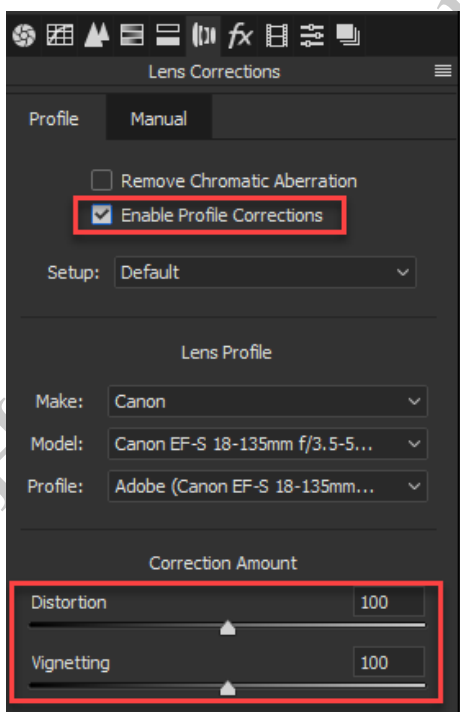 Lens Corrections
Profile Manual
Remove Chromatic Aberration
Enable Profile Corrections
Setup: Default
Lens Profile
Make: Canon
Model: Canon EF-S 18-135mm f/3.5-5...
Profile: Adobe (Canon EF-S 18-135mm...
Correction Amount
Distortion 100
Vignetting 100